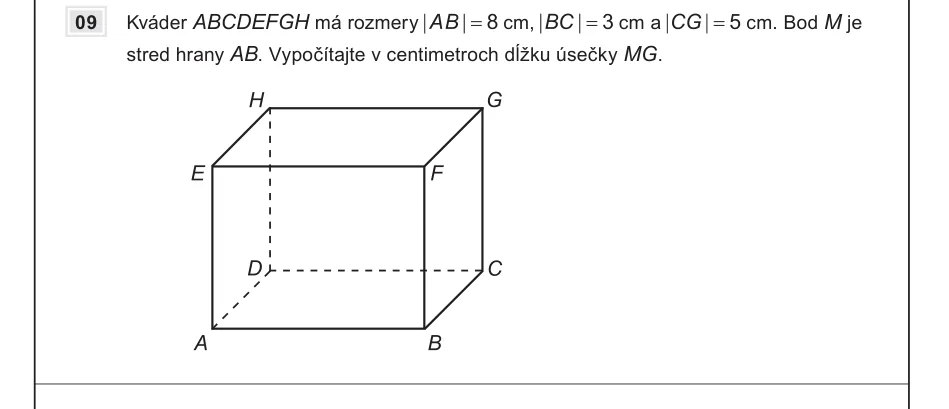 09 Kváder ABCDEFGH má rozmery |AB| = 8 cm, |BC| = 3 cm a |CG| = 5 cm. Bod M je
stred hrany AB. Vypočítajte v centimetroch dĺžku úsečky MG.
H G
E F
D C
A B